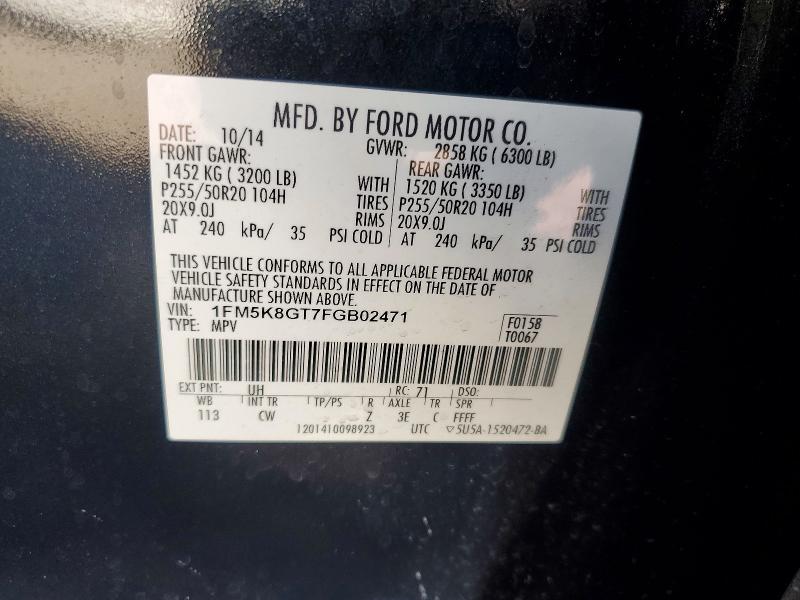 MFD. BY FORD MOTOR CO.
DATE: 10/14 GVWR: 2858 KG ( 6300 LB)
FRONT GAWR: REAR GAWR:
1452 KG ( 3200 LB) WITH 1520 KG ( 3350 LB) WITH
P255/50R20 104H TIRES P255/50R20 104H TIRES
20X9.0J RIMS 20X9.0J RIMS
AT 240 kPa/ 35 PSI COLD AT 240 kPa/ 35 PSI COLD
THIS VEHICLE CONFORMS TO ALL APPLICABLE FEDERAL MOTOR
VEHICLE SAFETY STANDARDS IN EFFECT ON THE DATE OF
MANUFACTURE SHOWN ABOVE.
VIN: 1FM5K8GT7FGB02471 F0158
TYPE: MPV T0067
EXT PNT: UH RC: 71 DSO:
WB INT TR TP/PS R AXLE TR SPR
113 CW Z 3E C FFFF
1201410098923 UTC ▽5U5A-1520472-BA